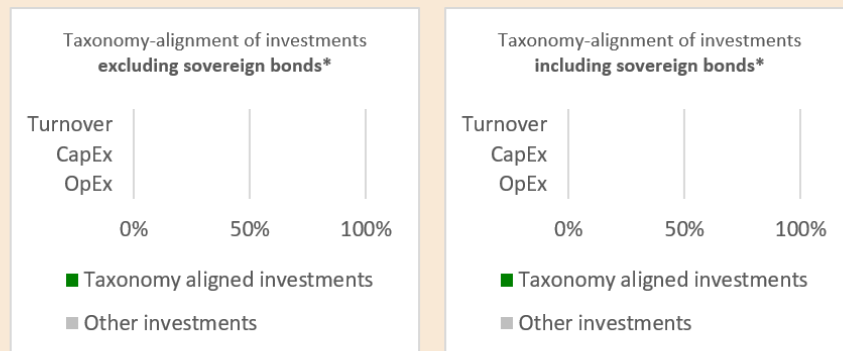 Taxonomy-alignment of investments
excluding sovereign bonds*
Turnover
CapEx
OpEx
0% 50% 100%
Taxonomy aligned investments
Other investments
Taxonomy-alignment of investments
including sovereign bonds*
Turnover
CapEx
OpEx
0% 50% 100%
Taxonomy aligned investments
Other investments